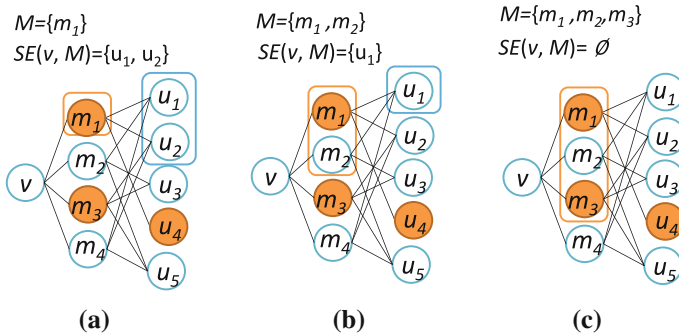 M={m₁}
SE(v, M)={u₁, u₂}
v
m₁
m₂
m₃
m₄
u₁
u₂
u₃
u₄
u₅
(a)
M={m₁ ,m₂}
SE(v, M)={u₁}
v
m₁
m₂
m₃
m₄
u₁
u₂
u₃
u₄
u₅
(b)
M={m₁ ,m₂,m₃}
SE(v, M)= Ø
v
m₁
m₂
m₃
m₄
u₁
u₂
u₃
u₄
u₅
(c)